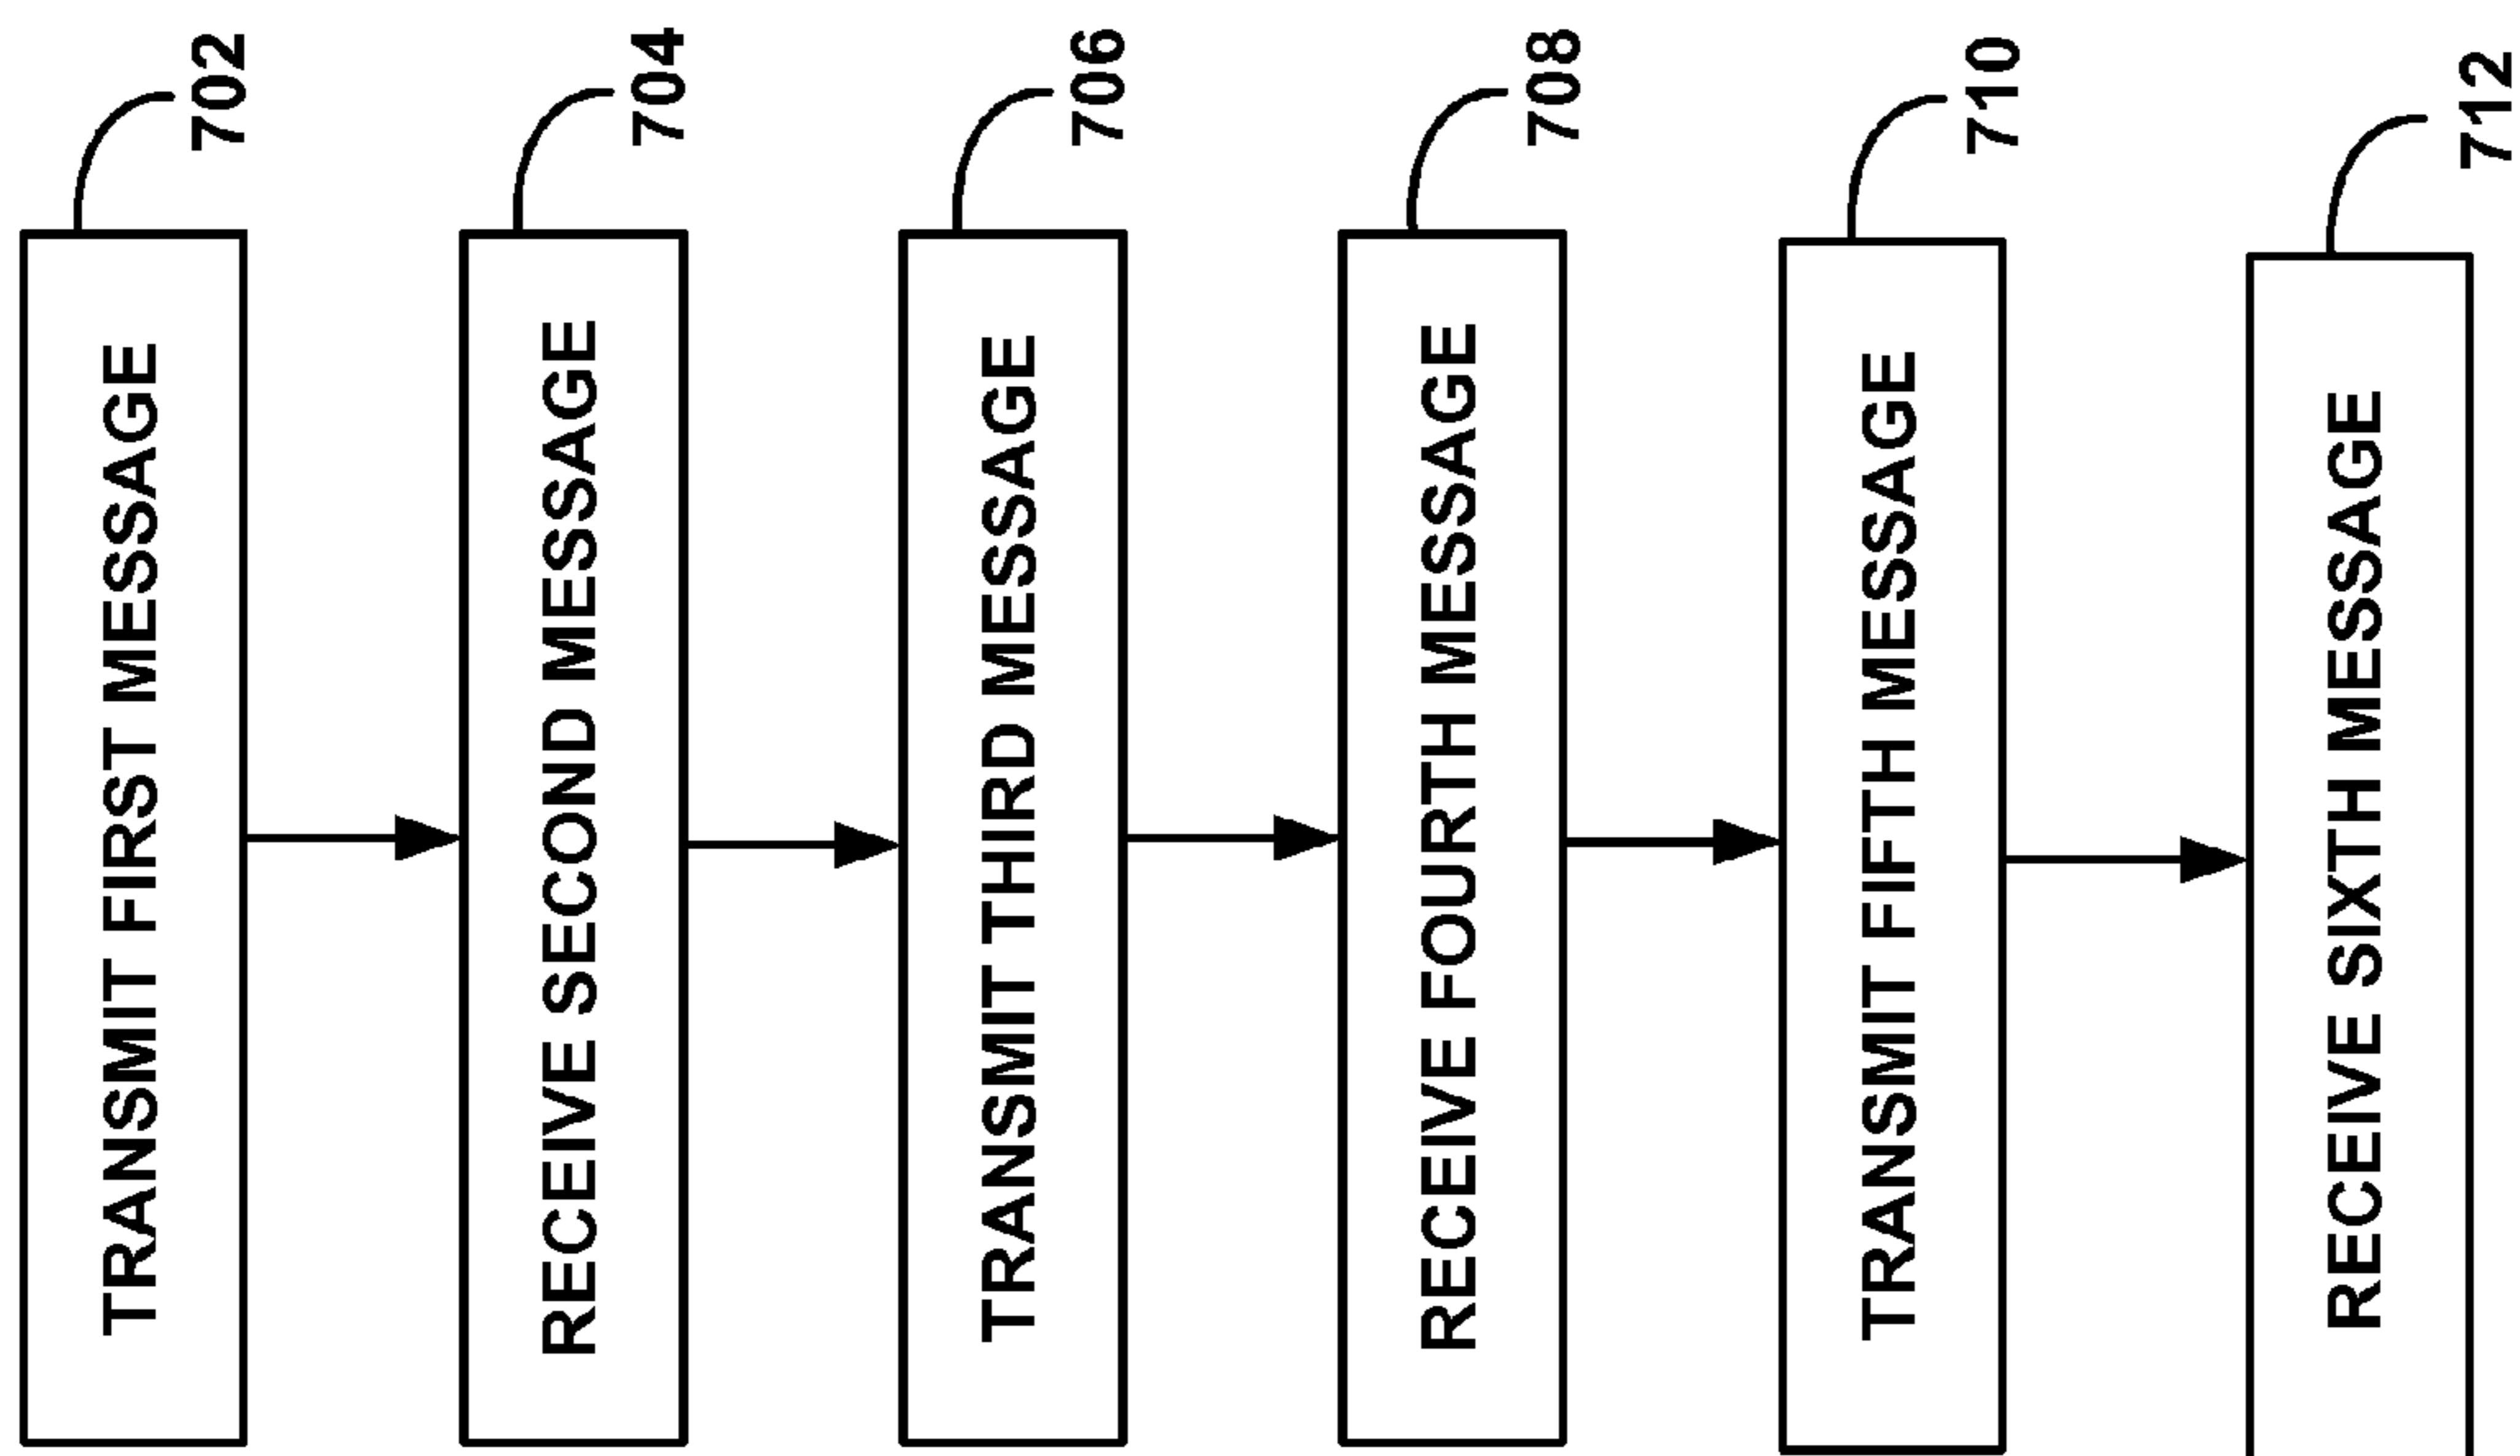 TRANSMIT FIRST MESSAGE
702
RECEIVE SECOND MESSAGE
704
TRANSMIT THIRD MESSAGE
706
RECEIVE FOURTH MESSAGE
708
TRANSMIT FIFTH MESSAGE
710
RECEIVE SIXTH MESSAGE
712